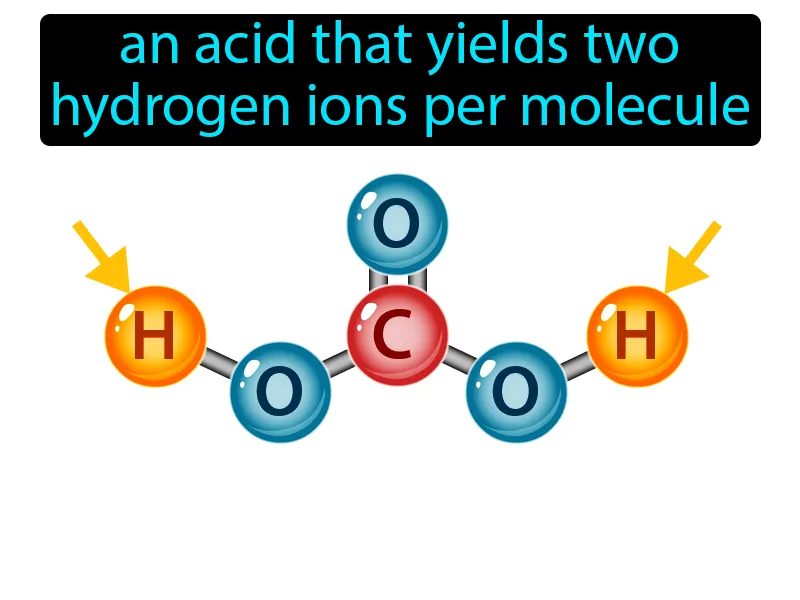 an acid that yields two
hydrogen ions per molecule
O
H C H
O O